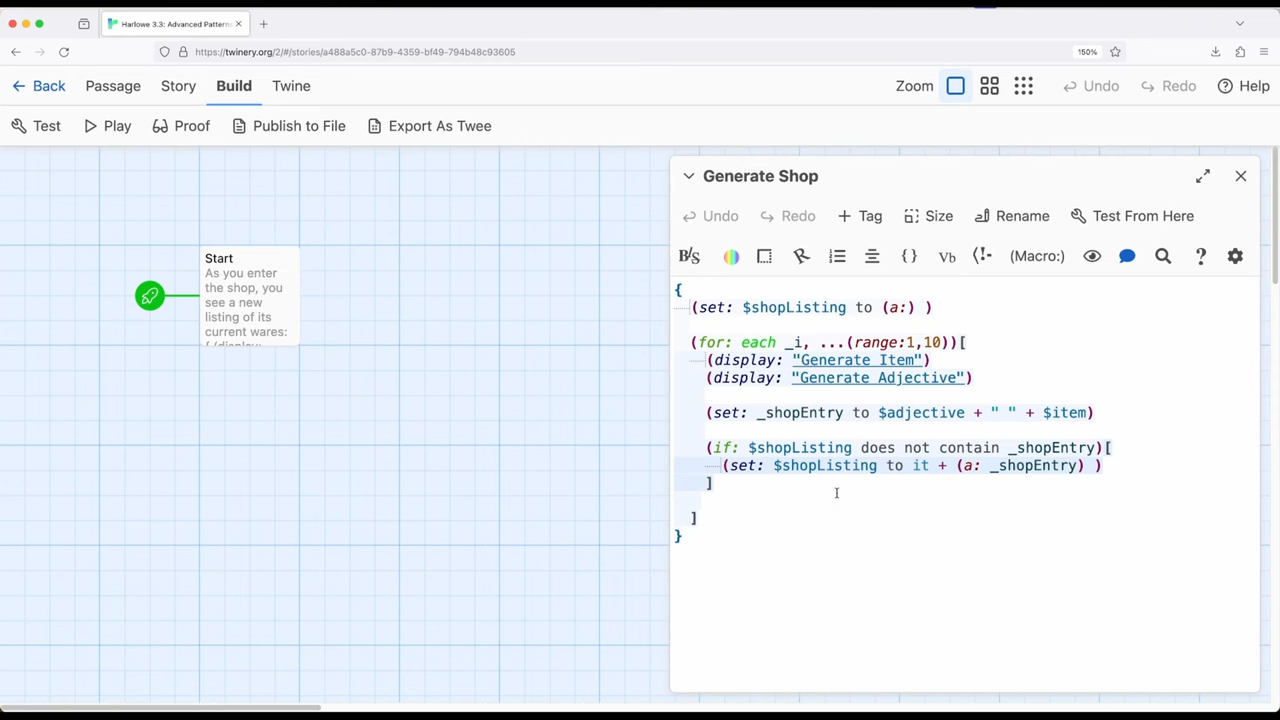 Harlowe 3.3: Advanced Pattern
https://twinery.org/2/#/stories/a488a5c0-87b9-4359-bf49-794b48c93605
150%
Back Passage Story Build Twine Zoom Undo Redo Help
Test Play Proof Publish to File Export As Twee
Start
As you enter
the shop, you
see a new
listing of its
current wares:
{ (display:
Generate Shop
Undo Redo Tag Size Rename Test From Here
B/S {} Vb (Macro:) ?
{
(set: $shopListing to (a:) )
(for: each _i, ...(range:1,10))[
(display: "Generate Item")
(display: "Generate Adjective")
(set: _shopEntry to $adjective + " " + $item)
(if: $shopListing does not contain _shopEntry)[
(set: $shopListing to it + (a: _shopEntry) )
]
]
}